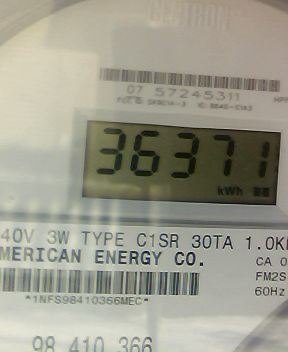 CENTRON
07 57245311
36371
kWh
40V 3W TYPE C1SR 30TA 1.0K
MERICAN ENERGY CO.
CA 0
FM2S
*1NFS98410366MEC*
60Hz
98 410 366